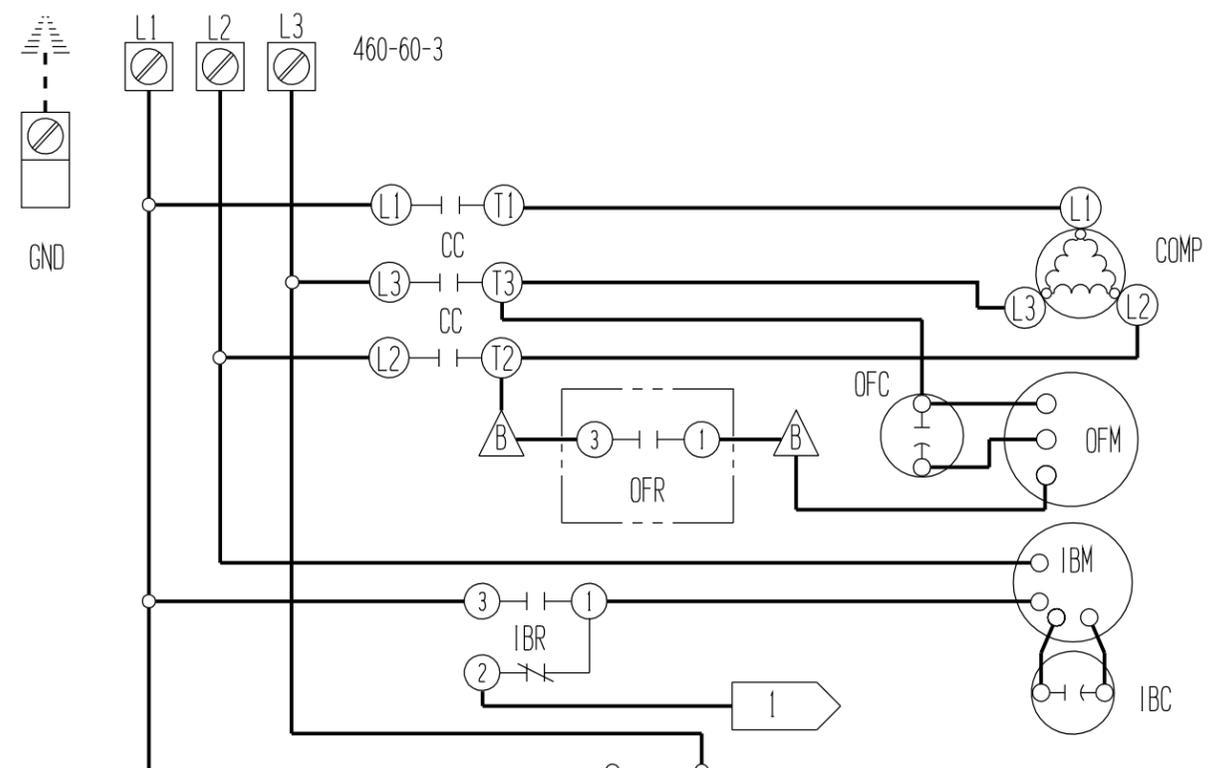 L1 L2 L3
460-60-3
GND
L1 T1 L1
CC
COMP
L3 T3 L3 L2
CC
L2 T2
OFC
B 3 1 B OFM
OFR
IBM
3 1
IBR
2
1 IBC